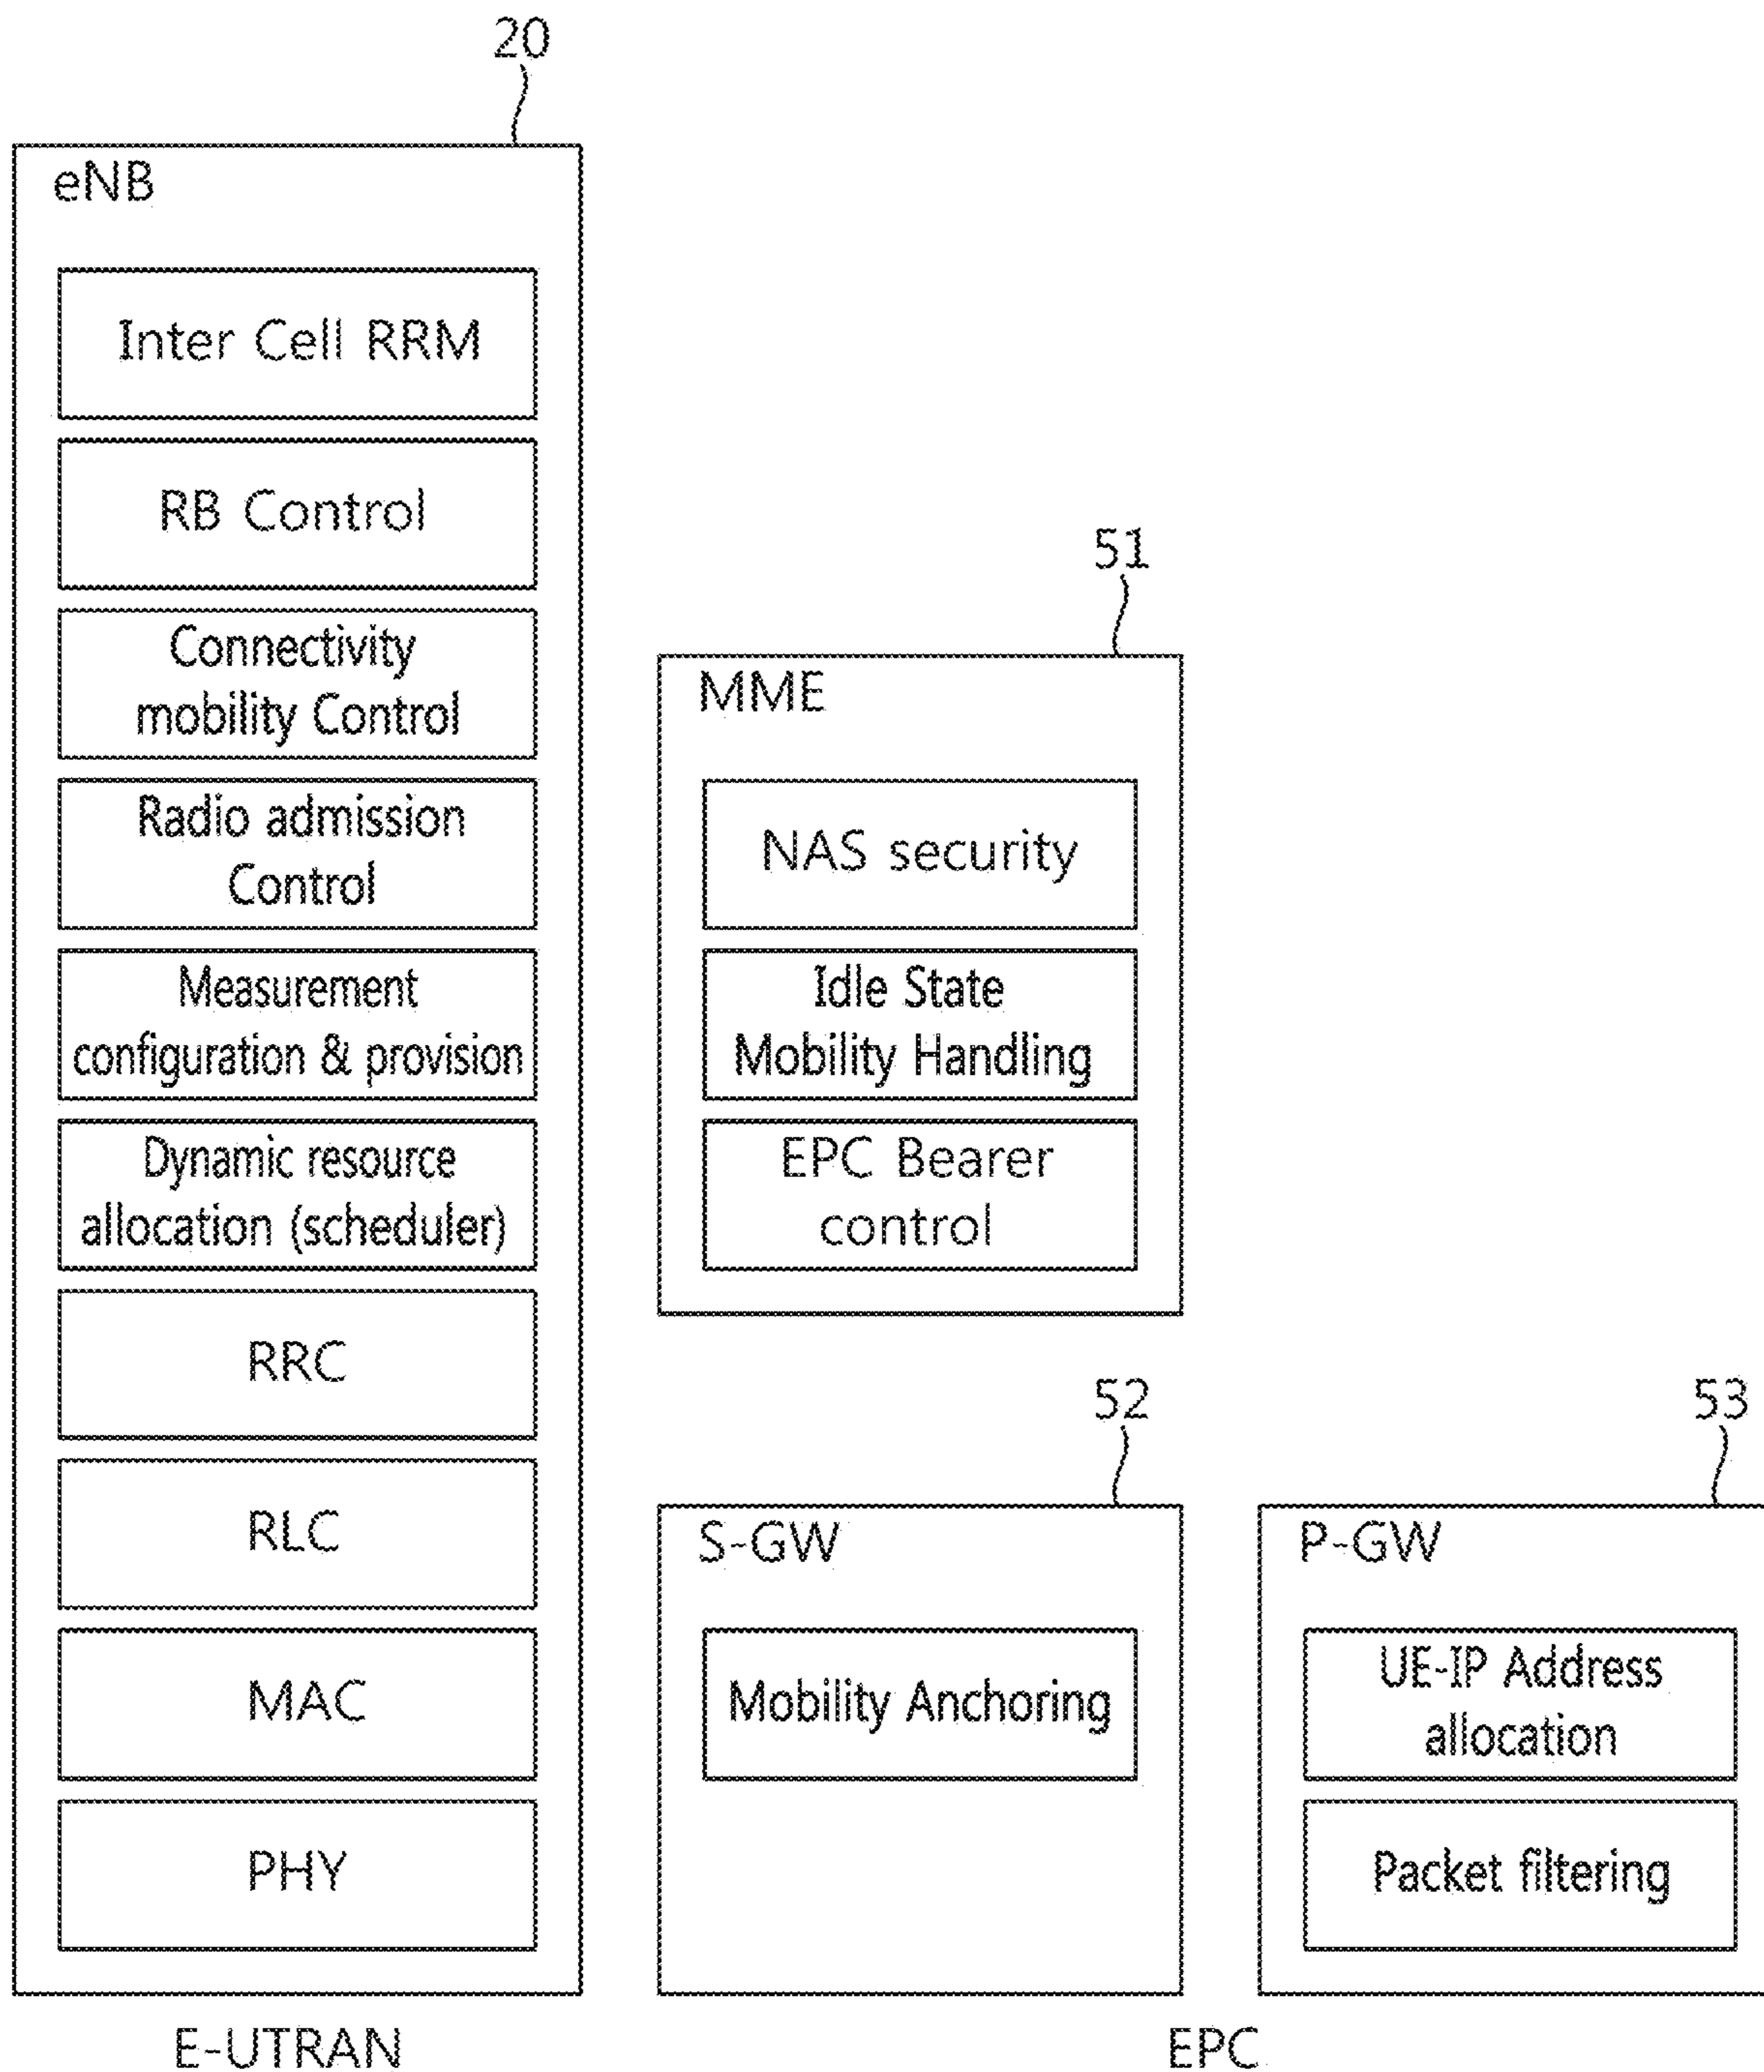 20
eNB
Inter Cell RRM
RB Control
Connectivity
mobility Control
Radio admission
Control
Measurement
configuration & provision
Dynamic resource
allocation (scheduler)
RRC
RLC
MAC
PHY
E-UTRAN
51
MME
NAS security
Idle State
Mobility Handling
EPC Bearer
control
52
S-GW
Mobility Anchoring
53
P-GW
UE-IP Address
allocation
Packet filtering
EPC